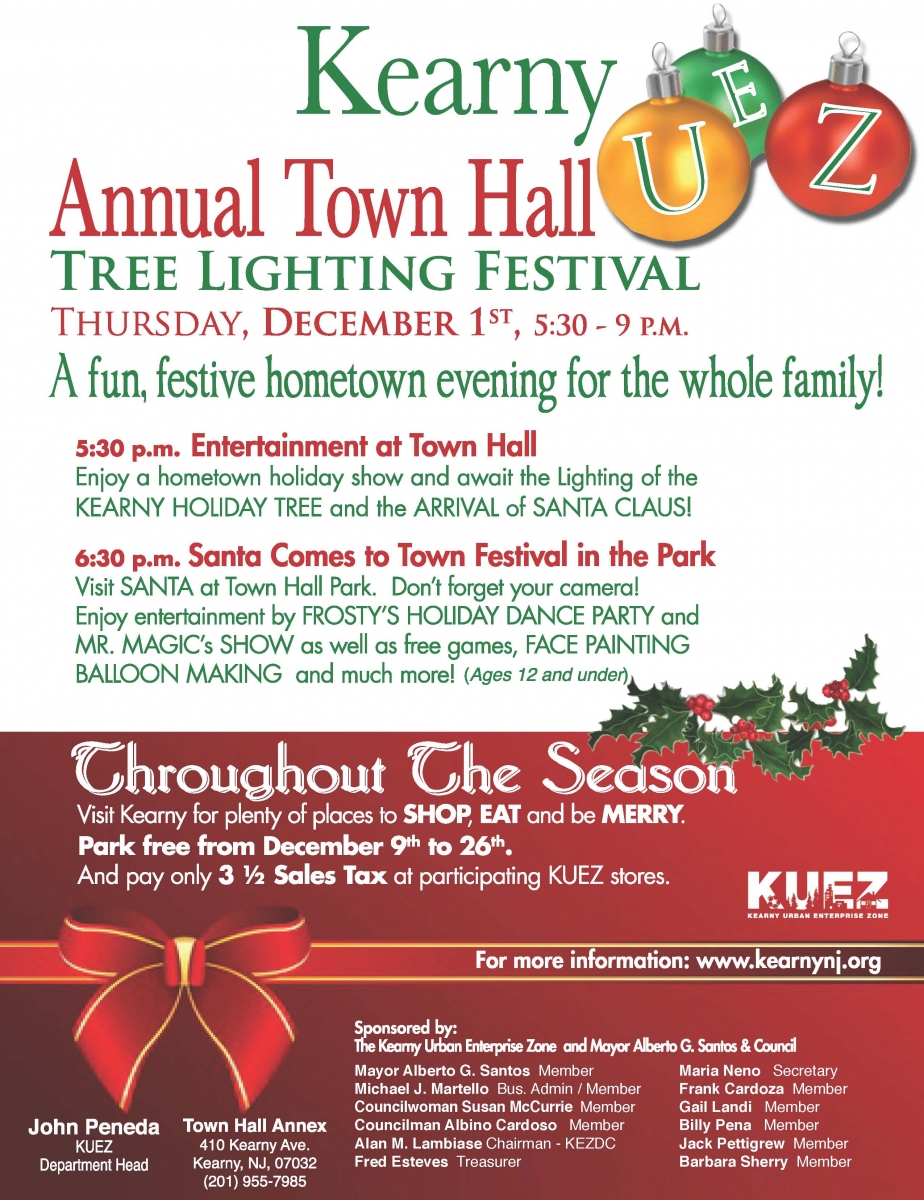 Kearny
UEZ
Annual Town Hall
TREE LIGHTING FESTIVAL
THURSDAY, DECEMBER 1ST, 5:30 - 9 P.M.
A fun, festive hometown evening for the whole family!
5:30 p.m. Entertainment at Town Hall
Enjoy a hometown holiday show and await the Lighting of the
KEARNY HOLIDAY TREE and the ARRIVAL of SANTA CLAUS!
6:30 p.m. Santa Comes to Town Festival in the Park
Visit SANTA at Town Hall Park. Don't forget your camera!
Enjoy entertainment by FROSTY'S HOLIDAY DANCE PARTY and
MR. MAGIC's SHOW as well as free games, FACE PAINTING
BALLOON MAKING and much more! (Ages 12 and under)
Throughout The Season
Visit Kearny for plenty of places to SHOP, EAT and be MERRY.
Park free from December 9th to 26th.
And pay only 3 ½ Sales Tax at participating KUEZ stores.
KUEZ
KEARNY URBAN ENTERPRISE ZONE
For more information: www.kearnynj.org
Sponsored by:
The Kearny Urban Enterprise Zone and Mayor Alberto G. Santos & Council
Mayor Alberto G. Santos Member
Michael J. Martello Bus. Admin / Member
Councilwoman Susan McCurrie Member
Councilman Albino Cardoso Member
Alan M. Lambiase Chairman - KEZDC
Fred Esteves Treasurer
Maria Neno Secretary
Frank Cardoza Member
Gail Landi Member
Billy Pena Member
Jack Pettigrew Member
Barbara Sherry Member
John Peneda
KUEZ
Department Head
Town Hall Annex
410 Kearny Ave.
Kearny, NJ, 07032
(201) 955-7985